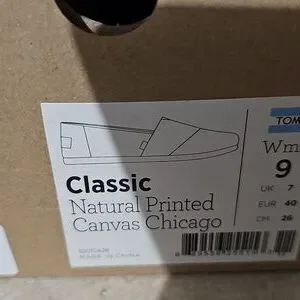 TOM
Wm
9
Classic
Natural Printed
Canvas Chicago
UK 7
EUR 40
CM 26